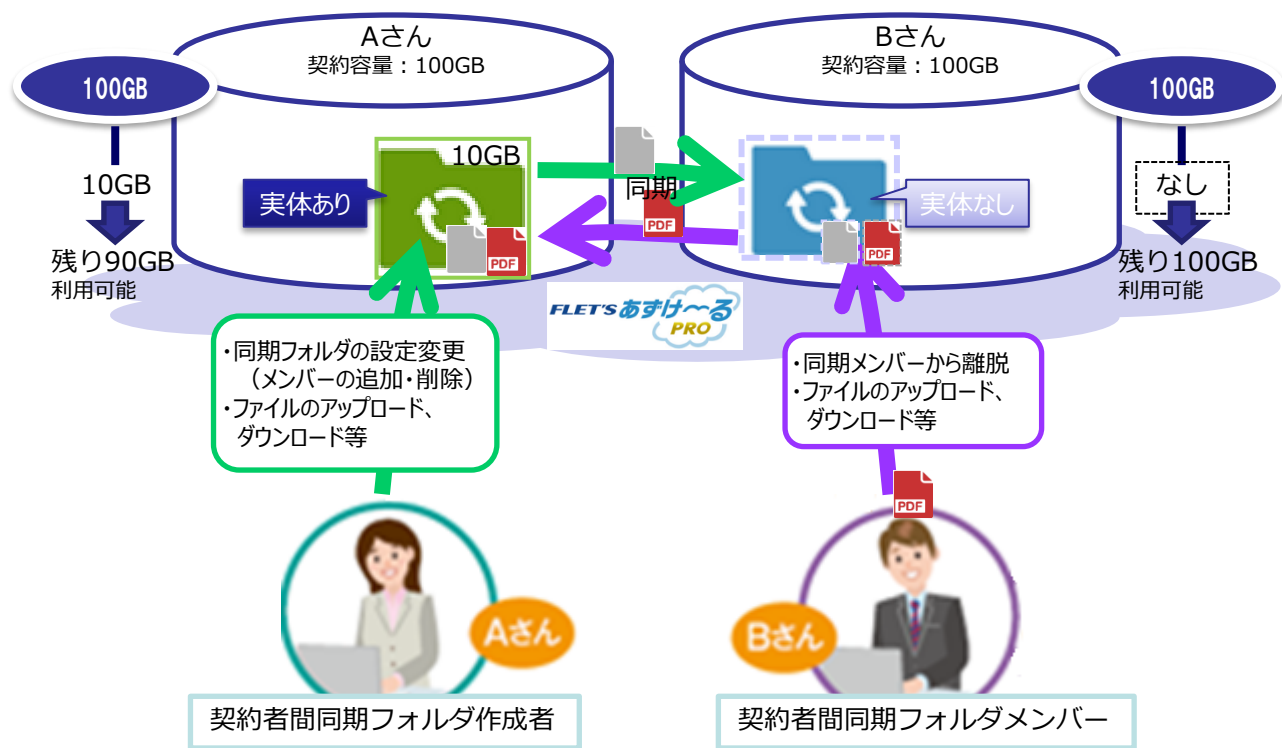 Aさん
契約容量：100GB
Bさん
契約容量：100GB
100GB
10GB
残り90GB
利用可能
実体あり
10GB
PDF
同期
PDF
実体なし
PDF
100GB
なし
残り100GB
利用可能
FLET'S あずけ～る
PRO
・同期フォルダの設定変更
（メンバーの追加・削除）
・ファイルのアップロード、
ダウンロード等
・同期メンバーから離脱
・ファイルのアップロード、
ダウンロード等
PDF
Aさん
Bさん
契約者間同期フォルダ作成者
契約者間同期フォルダメンバー